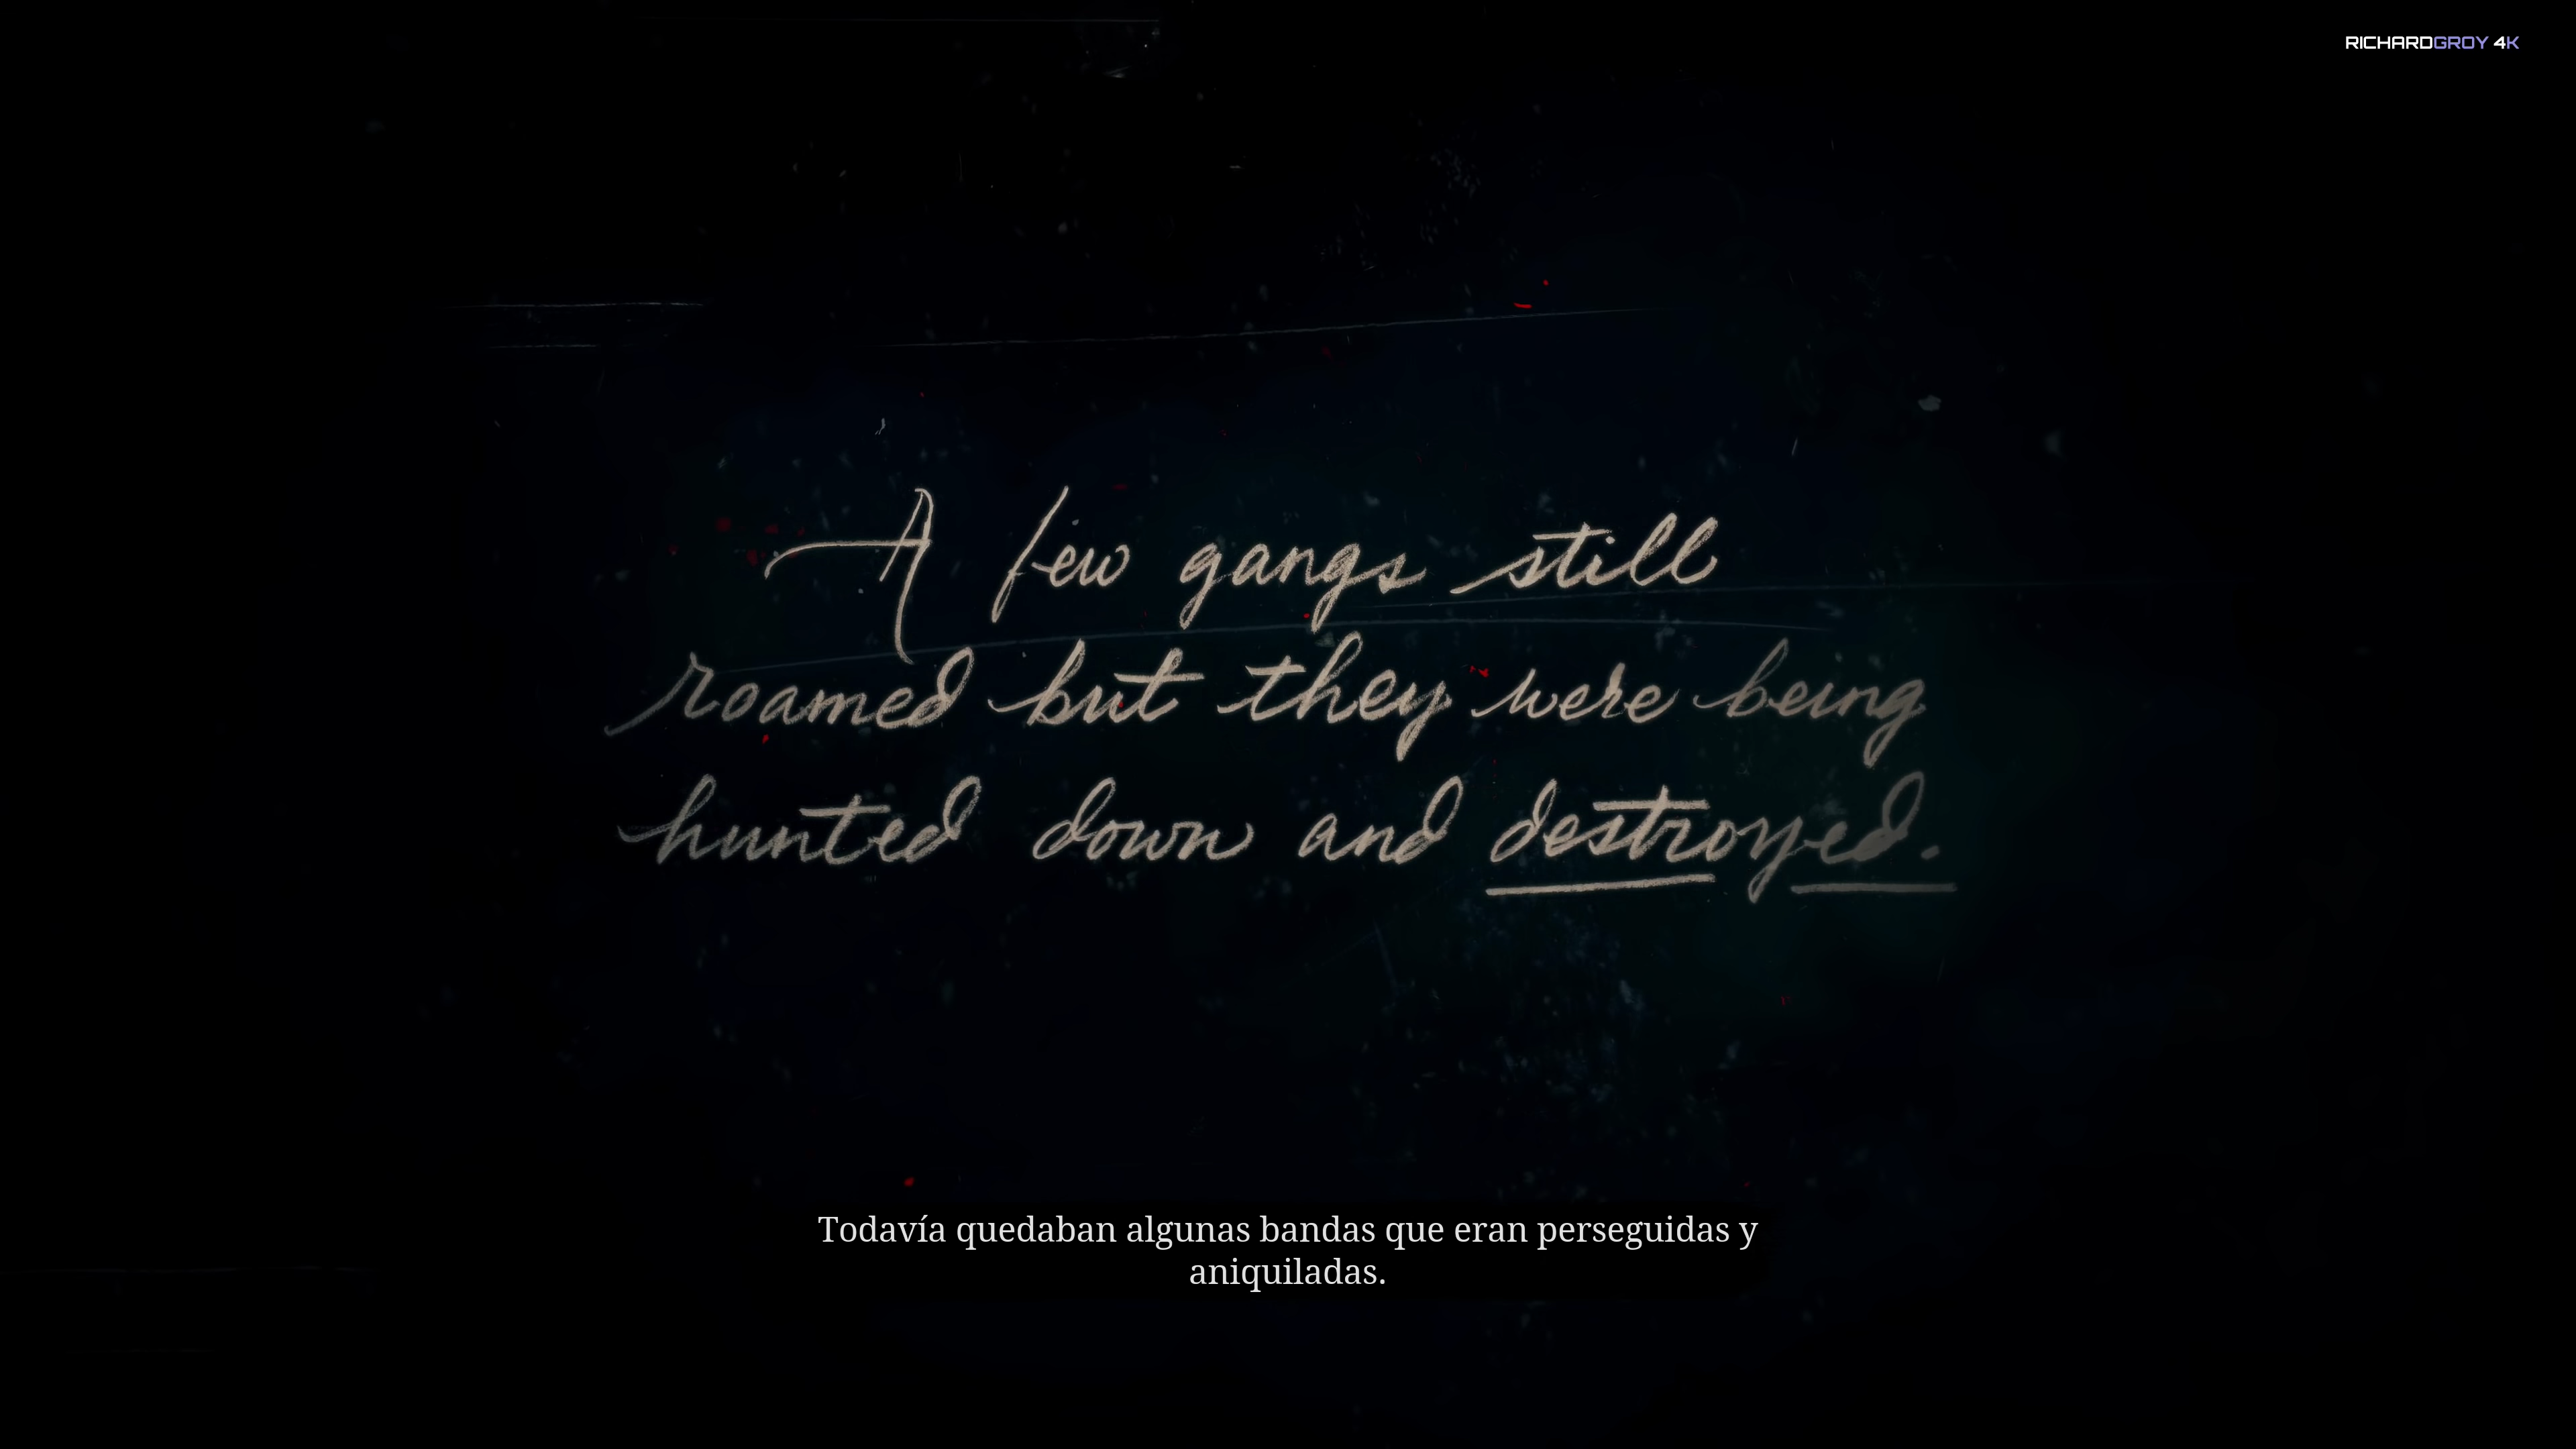 RICHARDGROY 4K
A few gangs still
roamed but they were being
hunted down and destroyed.
Todavía quedaban algunas bandas que eran perseguidas y
aniquiladas.